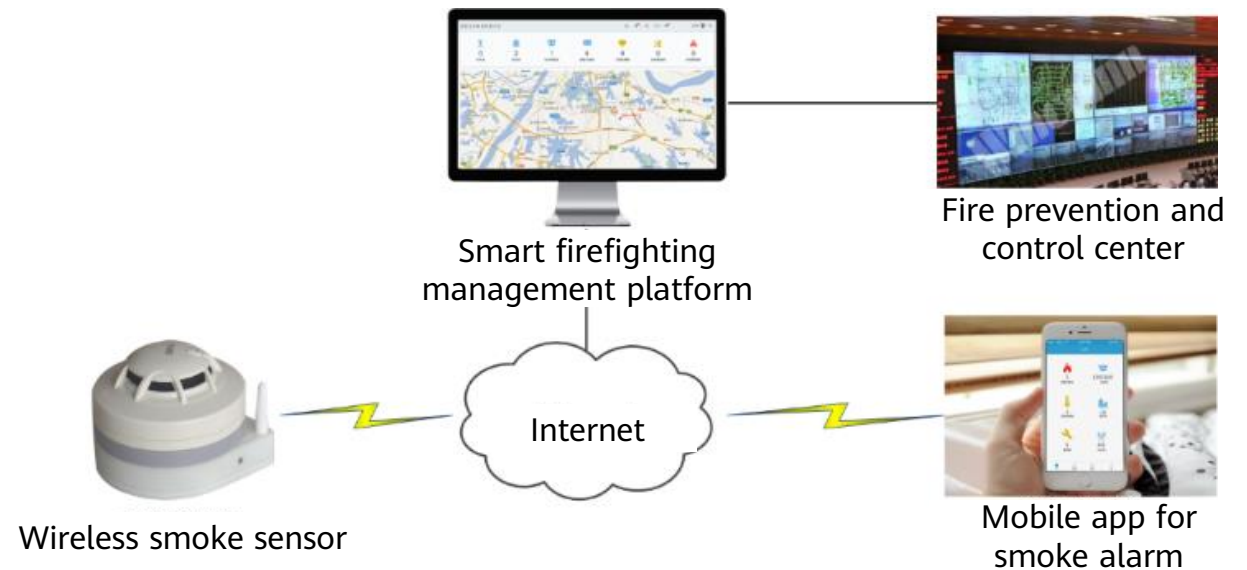 Smart firefighting
management platform
Fire prevention and
control center
Internet
Wireless smoke sensor
Mobile app for
smoke alarm